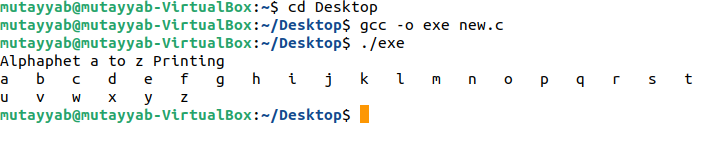 mutayyab@mutayyab-VirtualBox:~$ cd Desktop
mutayyab@mutayyab-VirtualBox:~/Desktop$ gcc -o exe new.c
mutayyab@mutayyab-VirtualBox:~/Desktop$ ./exe
Alphaphet a to z Printing
a b c d e f g h i j k l m n o p q r s t
u v w x y z
mutayyab@mutayyab-VirtualBox:~/Desktop$